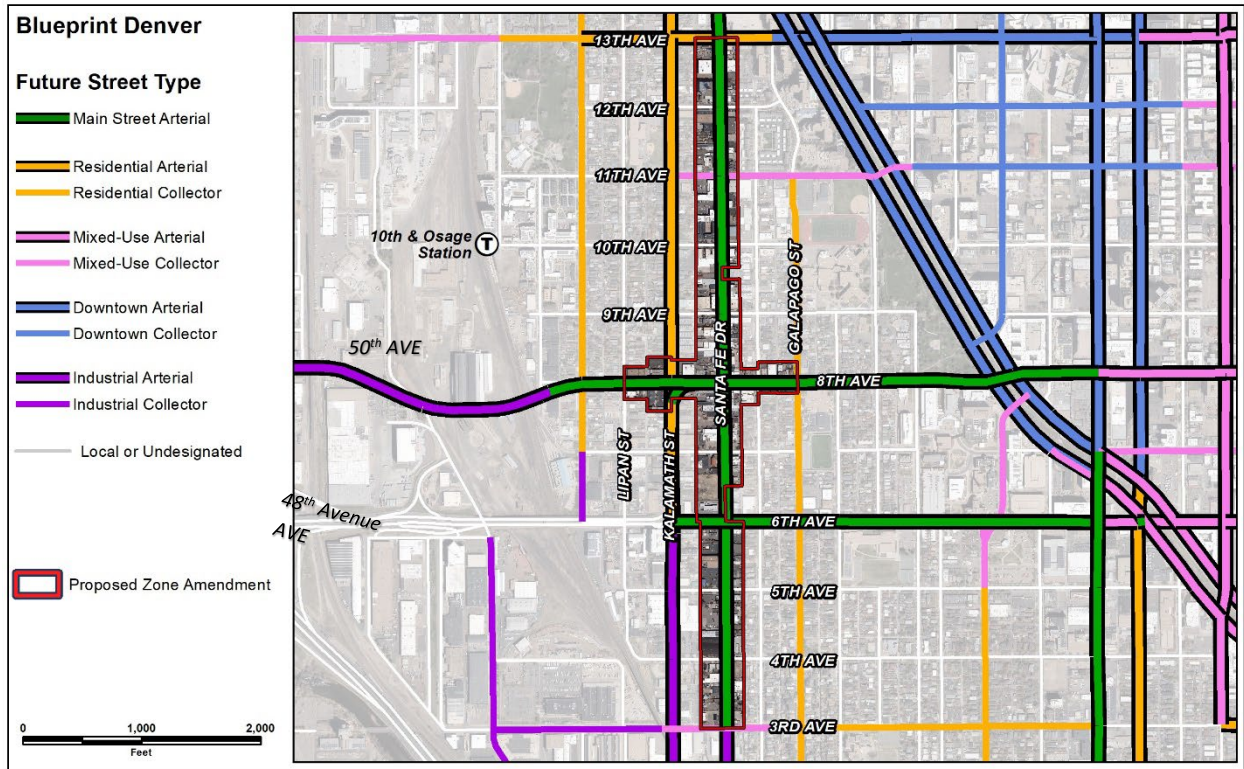 Blueprint Denver
Future Street Type
Main Street Arterial
Residential Arterial
Residential Collector
Mixed-Use Arterial
Mixed-Use Collector
Downtown Arterial
Downtown Collector
Industrial Arterial
Industrial Collector
Local or Undesignated
Proposed Zone Amendment
0 1,000 2,000
Feet
13TH AVE
12TH AVE
11TH AVE
10TH AVE
10th & Osage
Station
T
9TH AVE
GALAPAGO ST
SANTA FE DR
50th AVE
8TH AVE
LIPAN ST
KALAMATH ST
48th Avenue
AVE
6TH AVE
5TH AVE
4TH AVE
3RD AVE